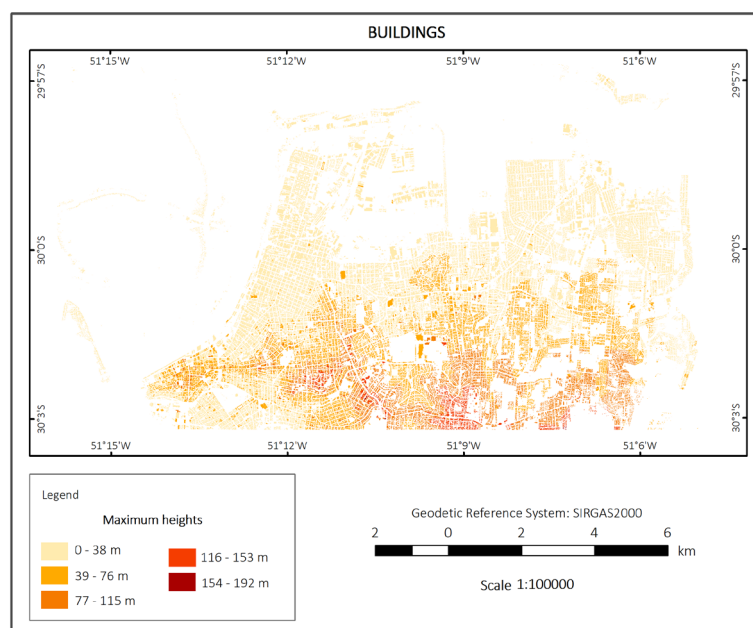 BUILDINGS
51°15'W 51°12'W 51°9'W 51°6'W
29°57'S 29°57'S
30°0'S 30°0'S
30°3'S 30°3'S
51°15'W 51°12'W 51°9'W 51°6'W
Legend
Maximum heights
0 - 38 m
39 - 76 m
77 - 115 m
116 - 153 m
154 - 192 m
Geodetic Reference System: SIRGAS2000
2 0 2 4 6
km
Scale 1:100000